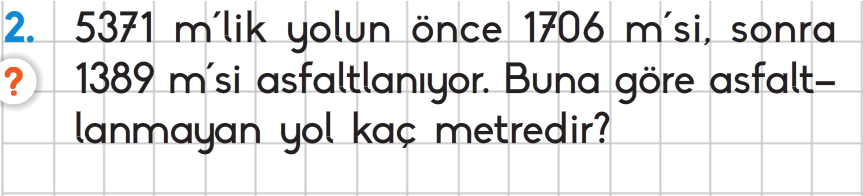 2. 5371 m´lik yolun önce 1706 m´si, sonra
? 1389 m´si asfaltlanıyor. Buna göre asfalt-
lanmayan yol kaç metredir?